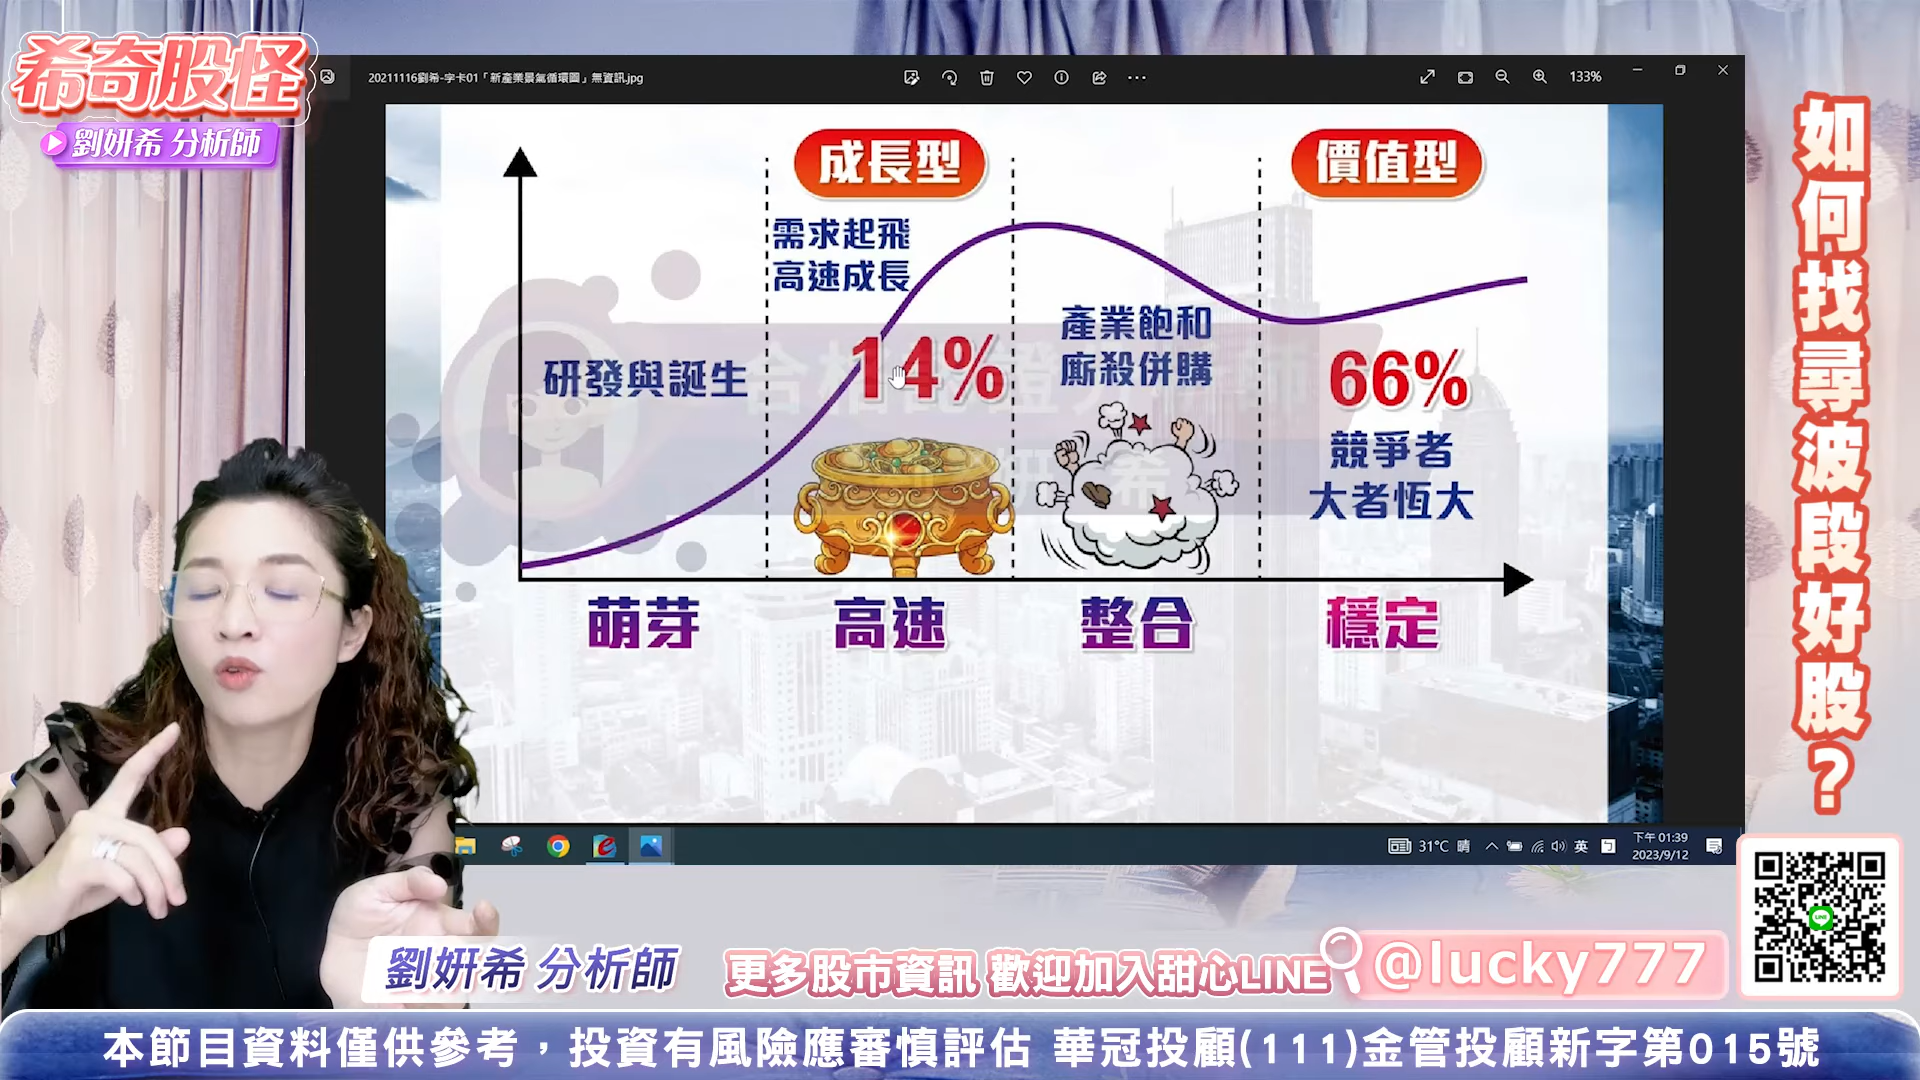 希奇股怪
劉妍希 分析師
20211116劉希-字卡01「新產業景氣循環圖」無資訊.jpg
133%
成長型
價值型
需求起飛
高速成長
研發與誕生
14%
產業飽和
廝殺併購
66%
競爭者
大者恆大
萌芽
高速
整合
穩定
如何找尋波段好股?
31°C 晴
英
下午 01:39
2023/9/12
劉妍希 分析師
更多股市資訊 歡迎加入甜心LINE
@lucky777
LINE
本節目資料僅供參考,投資有風險應審慎評估 華冠投顧(111)金管投顧新字第015號